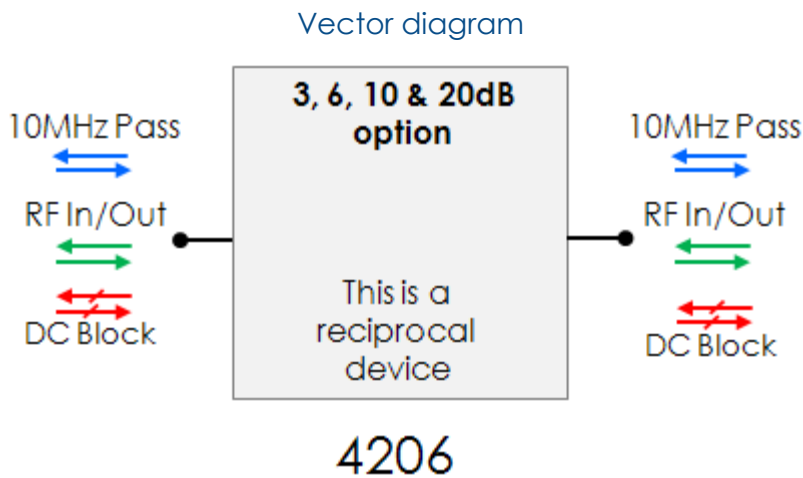 Vector diagram
3, 6, 10 & 20dB
option
10MHz Pass
RF In/Out
DC Block
This is a
reciprocal
device
10MHz Pass
RF In/Out
DC Block
4206